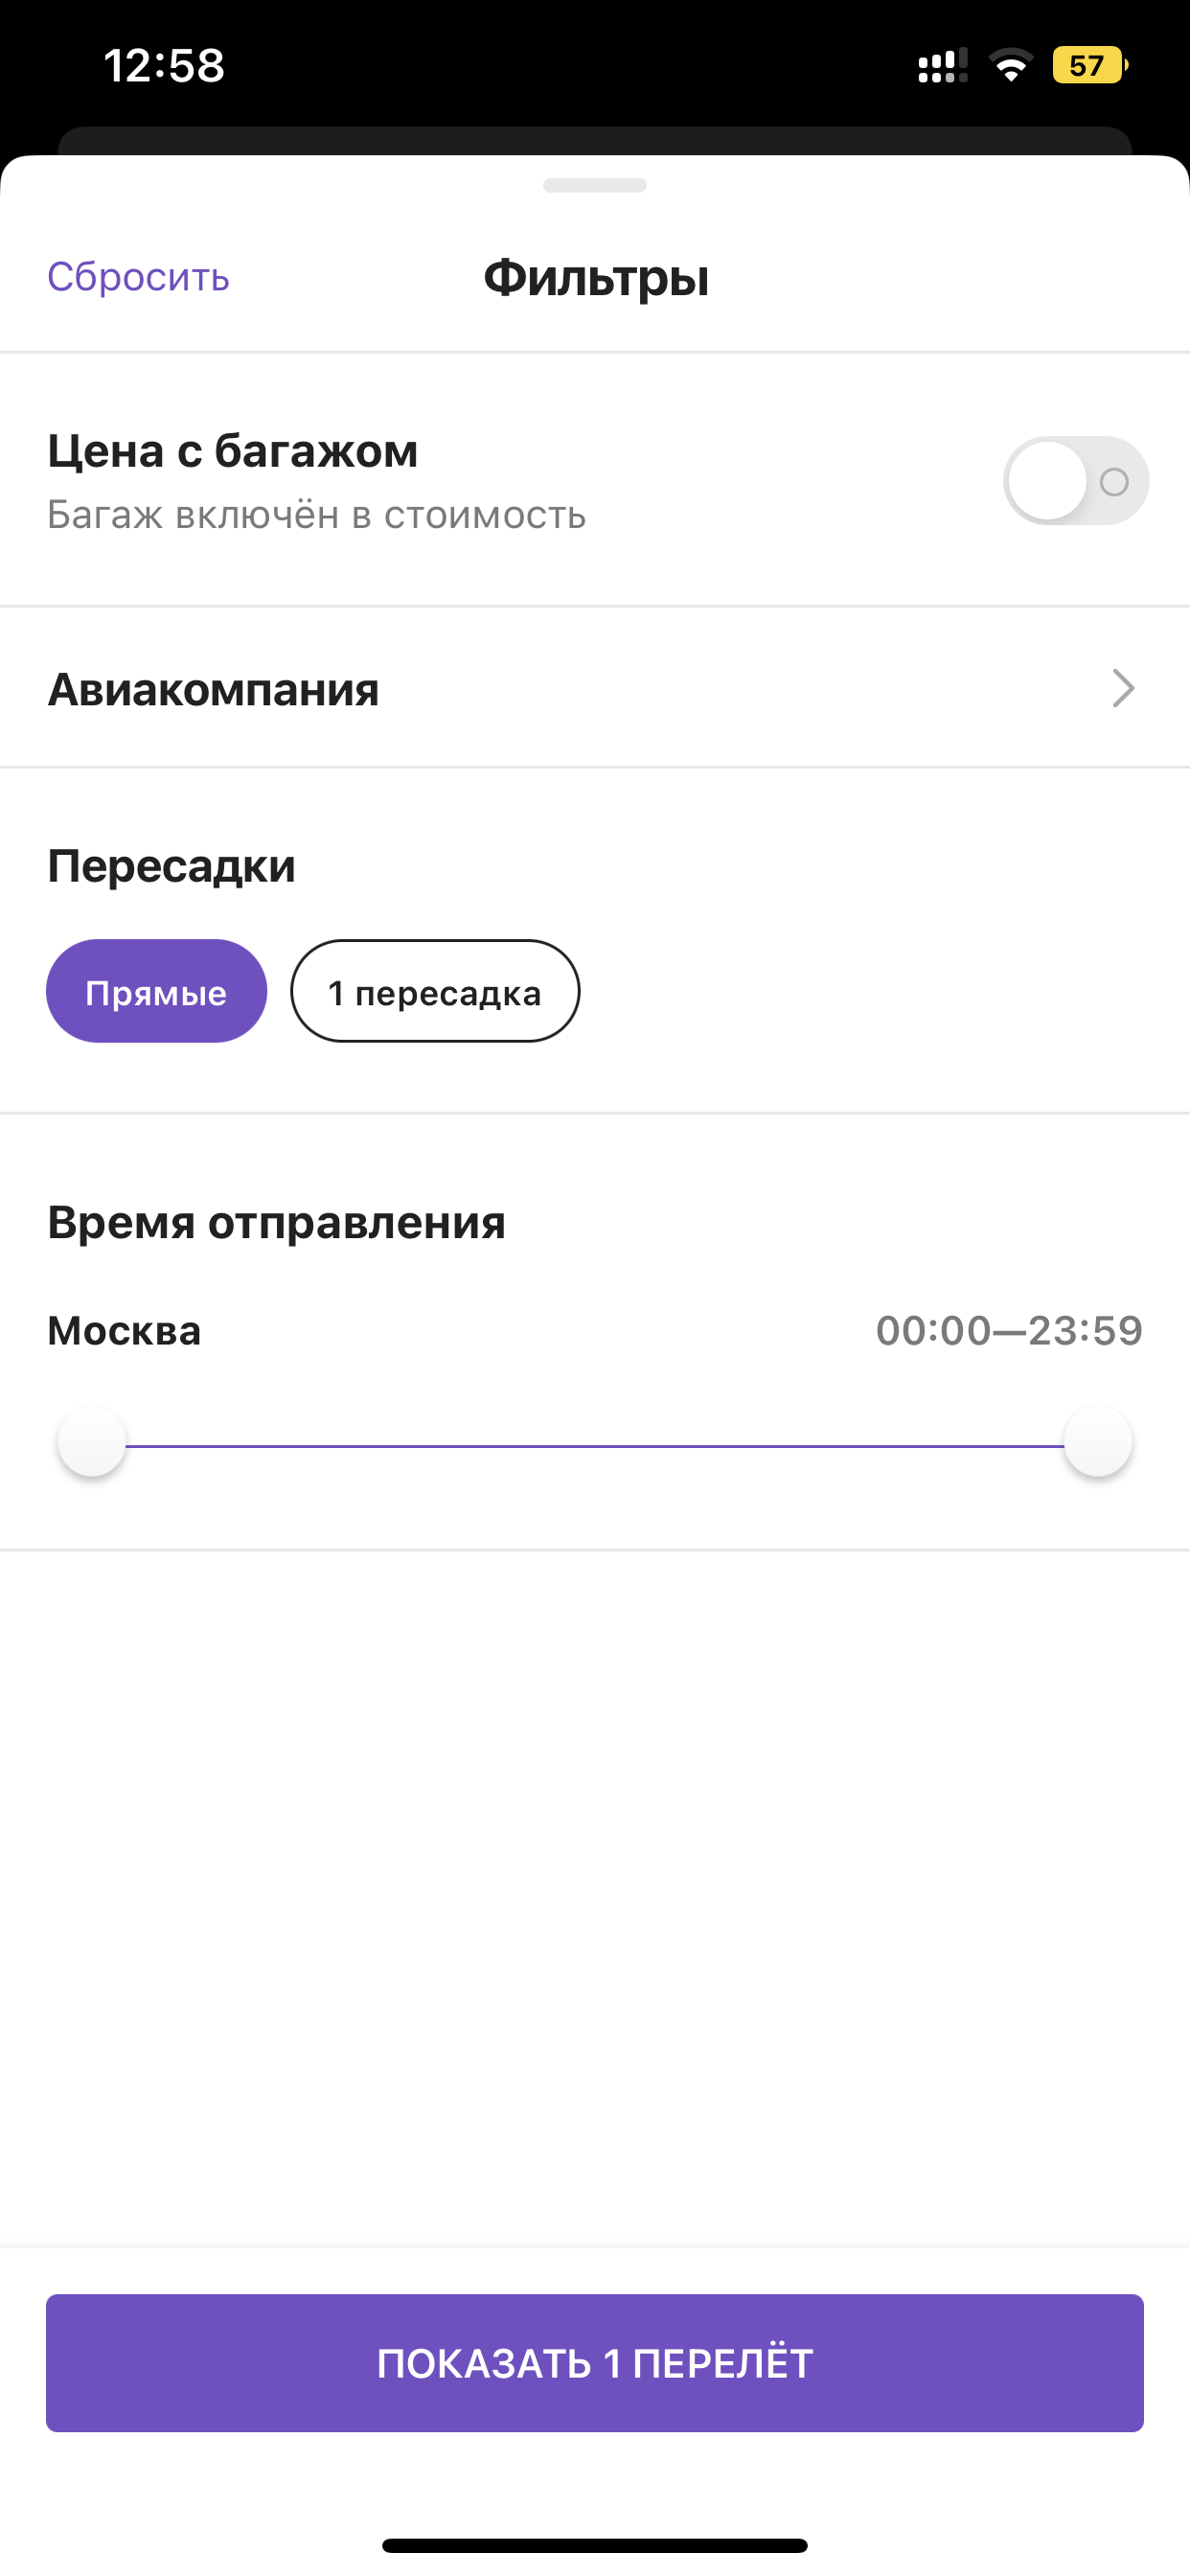 12:58
57
Сбросить
Фильтры
Цена с багажом
Багаж включён в стоимость
Авиакомпания
Пересадки
Прямые
1 пересадка
Время отправления
Москва
00:00—23:59
ПОКАЗАТЬ 1 ПЕРЕЛЁТ